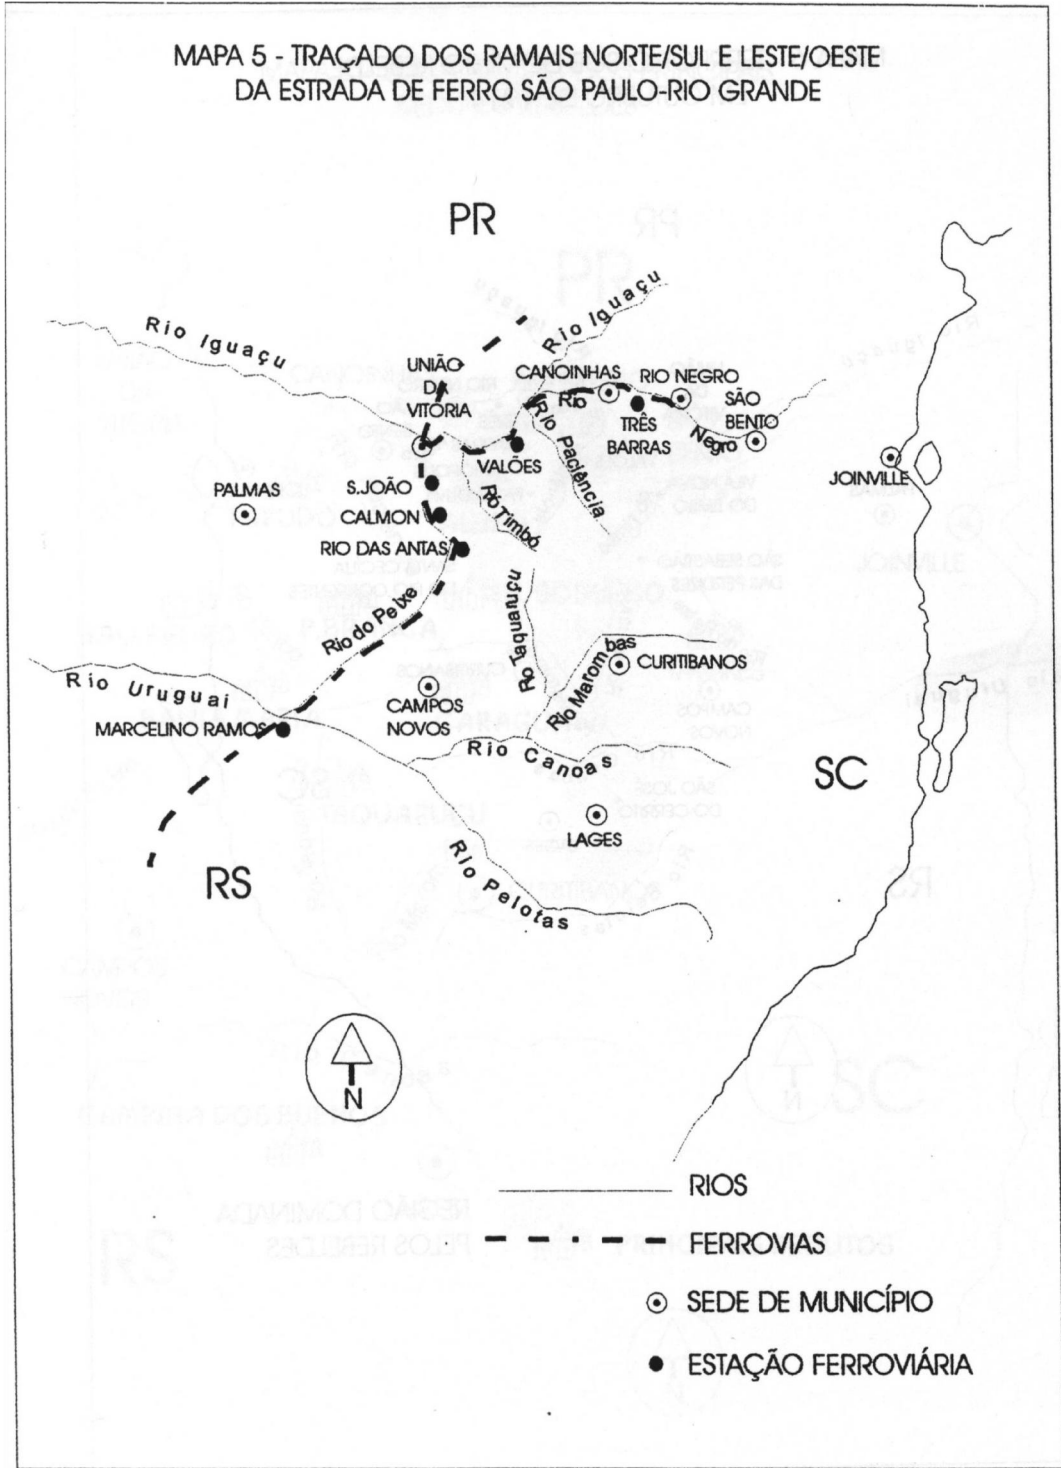 MAPA 5 - TRAÇADO DOS RAMAIS NORTE/SUL E LESTE/OESTE
DA ESTRADA DE FERRO SÃO PAULO-RIO GRANDE
PR
Rio Iguaçu
Rio Iguaçu
UNIÃO
DA
VITÓRIA
CANOINHAS
RIO NEGRO
SÃO
BENTO
Rio
Negro
TRÊS
BARRAS
Rio Paciência
VALÕES
JOINVILLE
S.JOÃO
PALMAS
CALMON
Rio Timbó
RIO DAS ANTAS
Rio do Peixe
Rio Taquaruçu
Rio Marombas
CURITIBANOS
Rio Uruguai
CAMPOS
NOVOS
MARCELINO RAMOS
Rio Canoas
SC
LAGES
RS
Rio Pelotas
N
RIOS
FERROVIAS
SEDE DE MUNICÍPIO
ESTAÇÃO FERROVIÁRIA